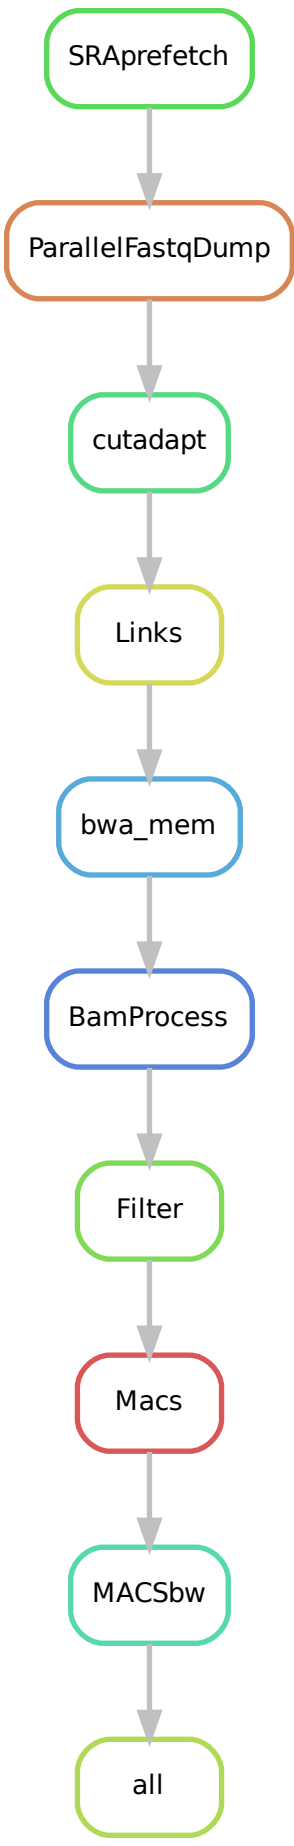 SRAprefetch
ParallelFastqDump
cutadapt
Links
bwa_mem
BamProcess
Filter
Macs
MACSbw
all